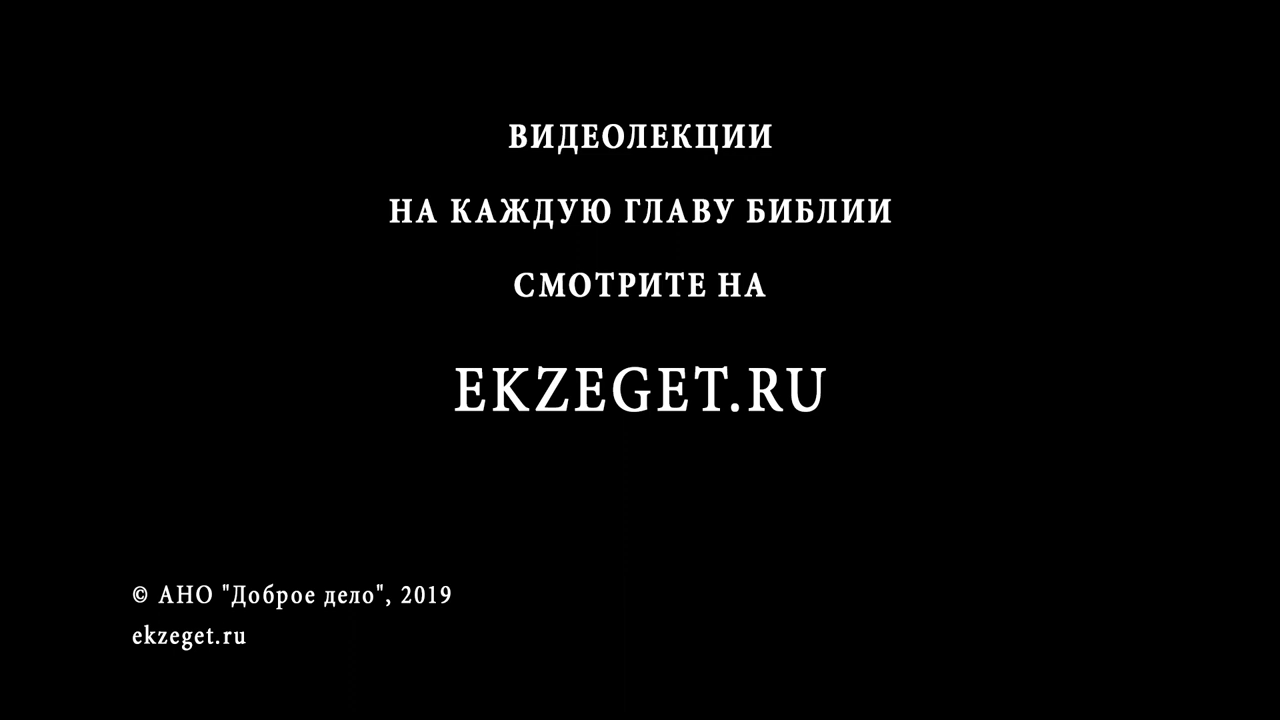 ВИДЕОЛЕКЦИИ
НА КАЖДУЮ ГЛАВУ БИБЛИИ
СМОТРИТЕ НА
EKZEGET.RU
© АНО "Доброе дело", 2019
ekzeget.ru